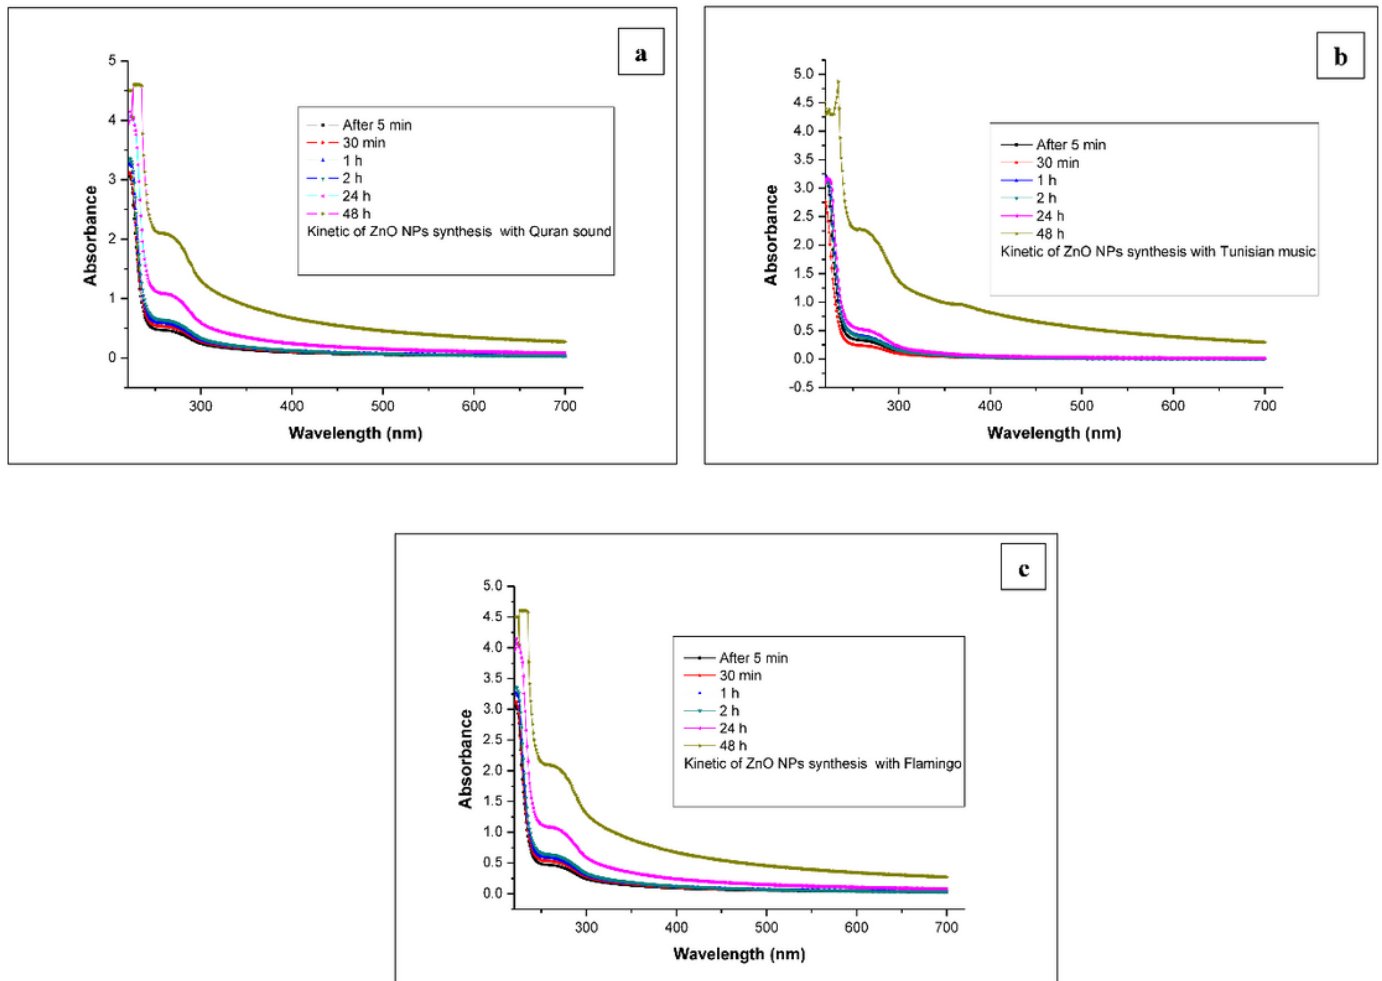 a
5
4
3
2
1
0
Absorbance
After 5 min
30 min
1 h
2 h
24 h
48 h
Kinetic of ZnO NPs synthesis with Quran sound
300
400
500
600
700
Wavelength (nm)
b
5.0
4.5
4.0
3.5
3.0
2.5
2.0
1.5
1.0
0.5
0.0
-0.5
Absorbance
After 5 min
30 min
1 h
2 h
24 h
48 h
Kinetic of ZnO NPs synthesis with Tunisian music
300
400
500
600
700
Wavelength (nm)
c
5.0
4.5
4.0
3.5
3.0
2.5
2.0
1.5
1.0
0.5
0.0
Absorbance
After 5 min
30 min
1 h
2 h
24 h
48 h
Kinetic of ZnO NPs synthesis with Flamingo
300
400
500
600
700
Wavelength (nm)